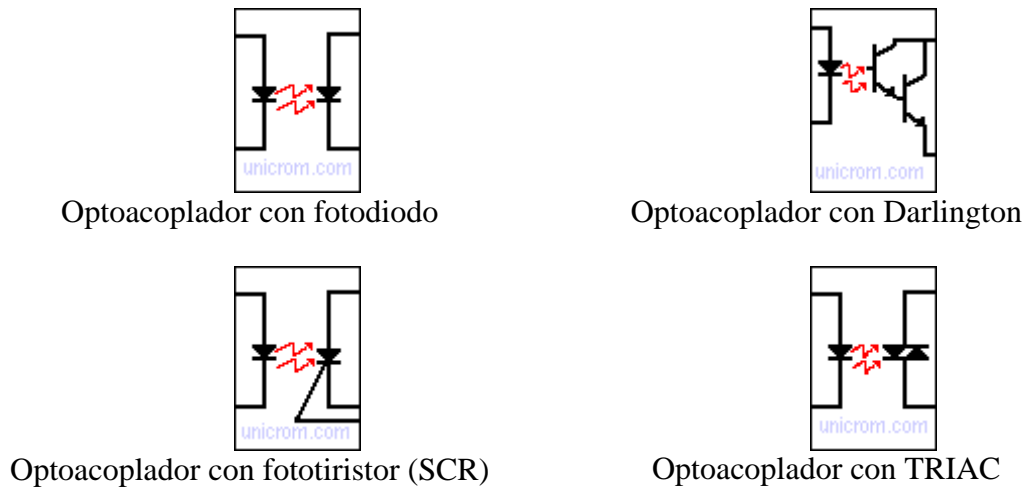 unicrom.com
unicrom.com
Optoacoplador con fotodiodo
Optoacoplador con Darlington
unicrom.com
unicrom.com
Optoacoplador con fototiristor (SCR)
Optoacoplador con TRIAC